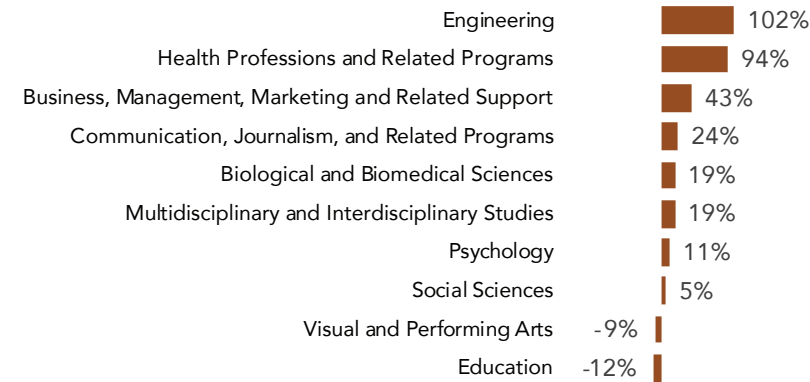 Engineering 102%
Health Professions and Related Programs 94%
Business, Management, Marketing and Related Support 43%
Communication, Journalism, and Related Programs 24%
Biological and Biomedical Sciences 19%
Multidisciplinary and Interdisciplinary Studies 19%
Psychology 11%
Social Sciences 5%
Visual and Performing Arts -9%
Education -12%